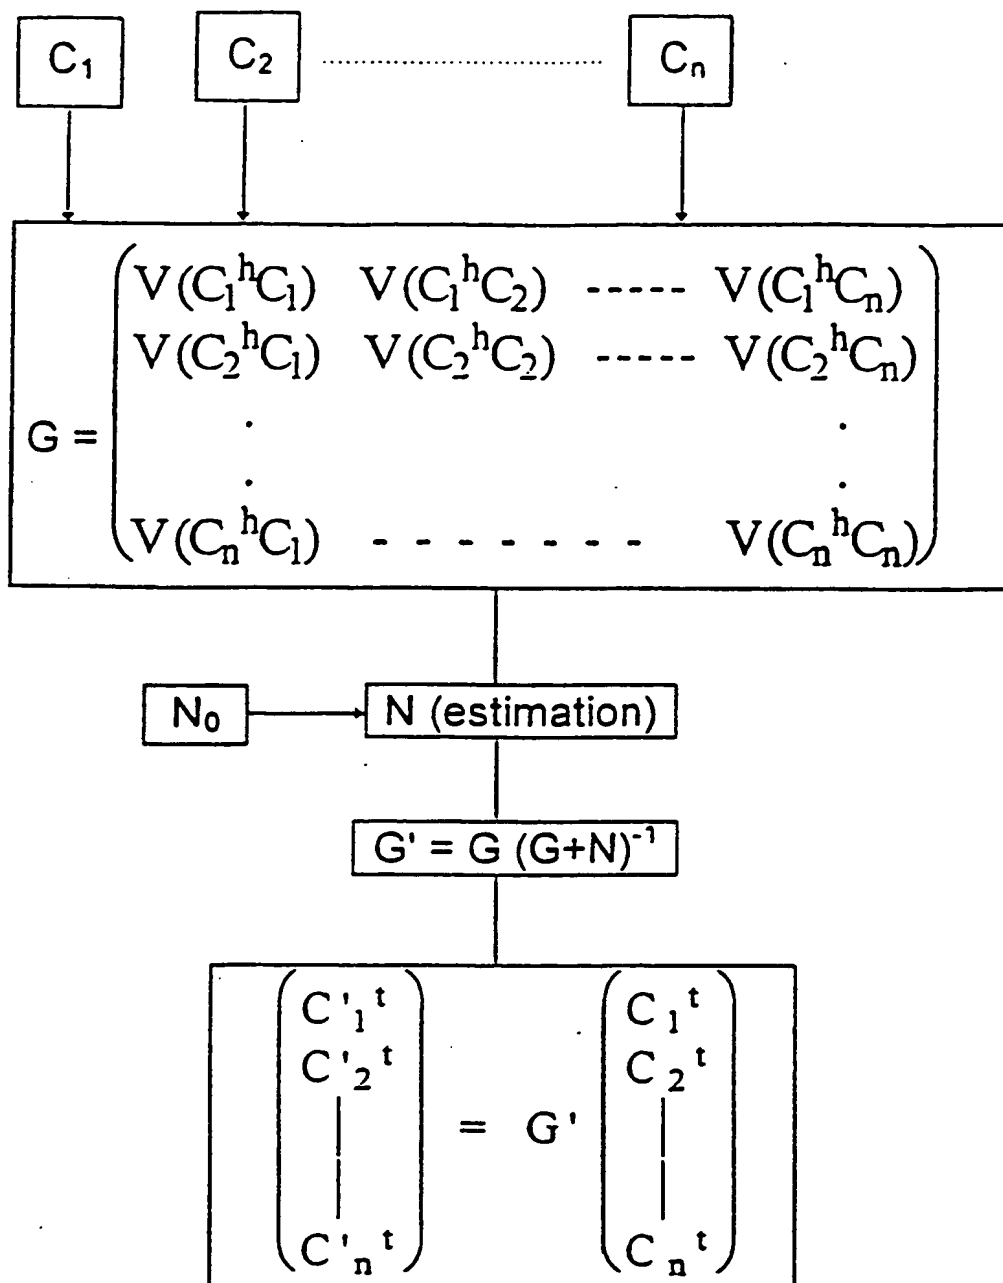 C₁ C₂ ........................ Cₙ
V(C₁ʰC₁) V(C₁ʰC₂) ----- V(C₁ʰCₙ)
V(C₂ʰC₁) V(C₂ʰC₂) ----- V(C₂ʰCₙ)
G =
V(CₙʰC₁) - - - - - - - V(CₙʰCₙ)
N₀ N (estimation)
G' = G (G+N)⁻¹
C'₁ᵗ C₁ᵗ
C'₂ᵗ C₂ᵗ
= G'
C'ₙᵗ Cₙᵗ